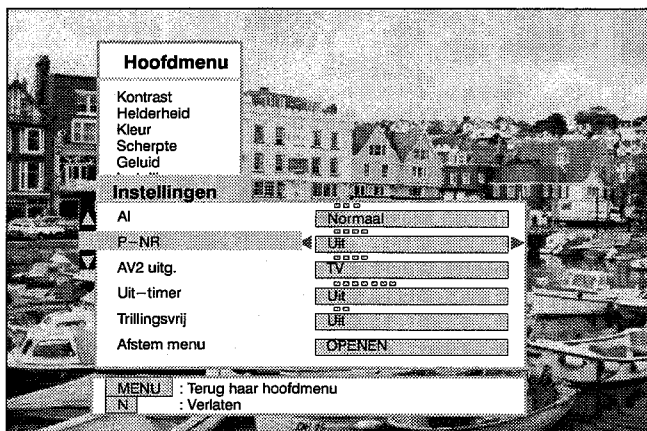 Hoofdmenu
Kontrast
Helderheid
Kleur
Scherpte
Geluid
Instellingen
AI Normaal
P-NR Uit
AV2 uitg. TV
Uit-timer Uit
Trillingsvrij Uit
Afstem menu OPENEN
MENU : Terug haar hoofdmenu
N : Verlaten